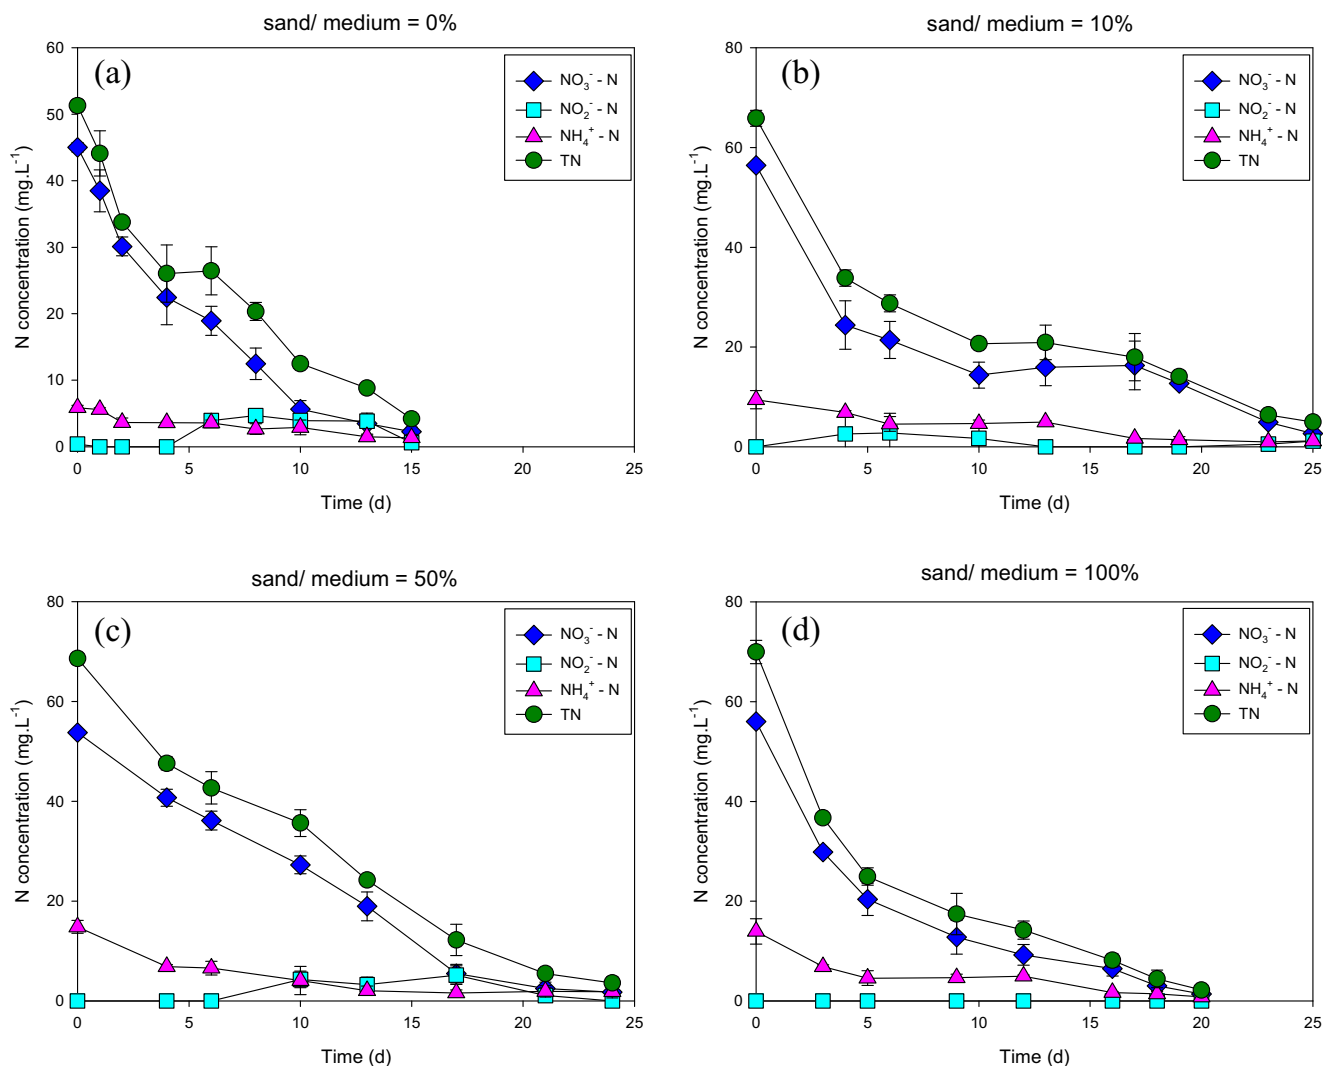 sand/ medium = 0%
(a)
NO₃⁻ - N
NO₂⁻ - N
NH₄⁺ - N
TN
N concentration (mg.L⁻¹)
60
50
40
30
20
10
0
0 5 10 15 20 25
Time (d)
sand/ medium = 10%
(b)
NO₃⁻ - N
NO₂⁻ - N
NH₄⁺ - N
TN
N concentration (mg.L⁻¹)
80
60
40
20
0
0 5 10 15 20 25
Time (d)
sand/ medium = 50%
(c)
NO₃⁻ - N
NO₂⁻ - N
NH₄⁺ - N
TN
N concentration (mg.L⁻¹)
80
60
40
20
0
0 5 10 15 20 25
Time (d)
sand/ medium = 100%
(d)
NO₃⁻ - N
NO₂⁻ - N
NH₄⁺ - N
TN
N concentration (mg.L⁻¹)
80
60
40
20
0
0 5 10 15 20 25
Time (d)